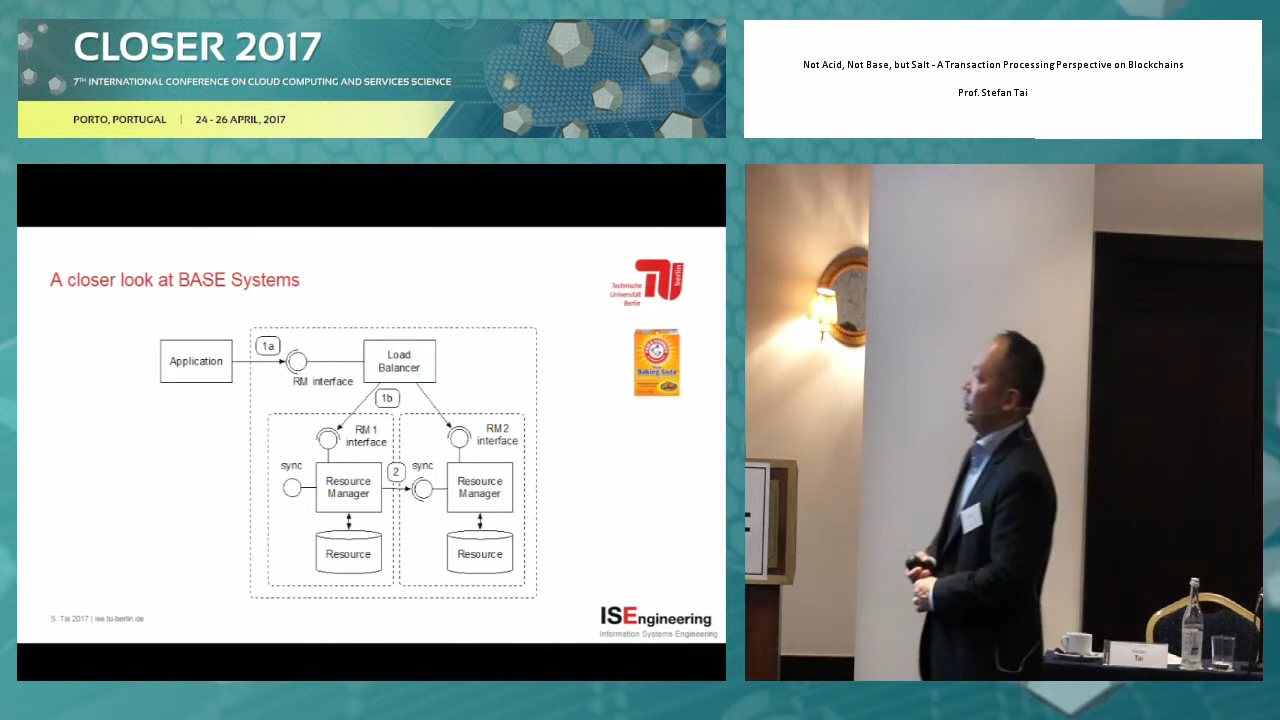 CLOSER 2017
7TH INTERNATIONAL CONFERENCE ON CLOUD COMPUTING AND SERVICES SCIENCE
PORTO, PORTUGAL | 24 - 26 APRIL, 2017
Not Acid, Not Base, but Salt - A Transaction Processing Perspective on Blockchains
Prof. Stefan Tai
A closer look at BASE Systems
Technische
Universität
Berlin
berlin
Application
1a
RM interface
Load
Balancer
1b
RM 1
interface
RM 2
interface
sync
2
sync
Resource
Manager
Resource
Manager
Resource
Resource
Baking Soda
S. Tai 2017 | ise.tu-berlin.de
ISEngineering
Information Systems Engineering
Tai